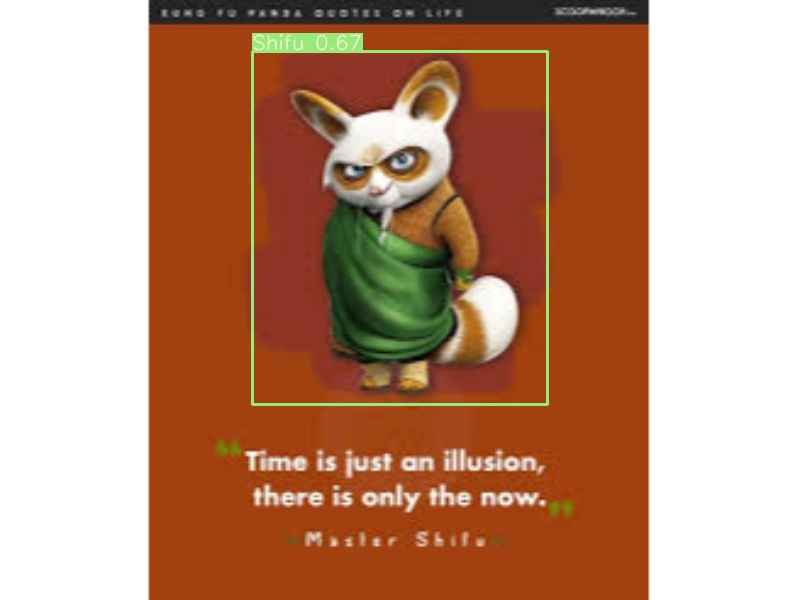 KUNG FU PANDA QUOTES ON LIFE
SCOOPWHOOP.com
Shifu 0.67
“Time is just an illusion,
there is only the now.”
-Master Shifu-